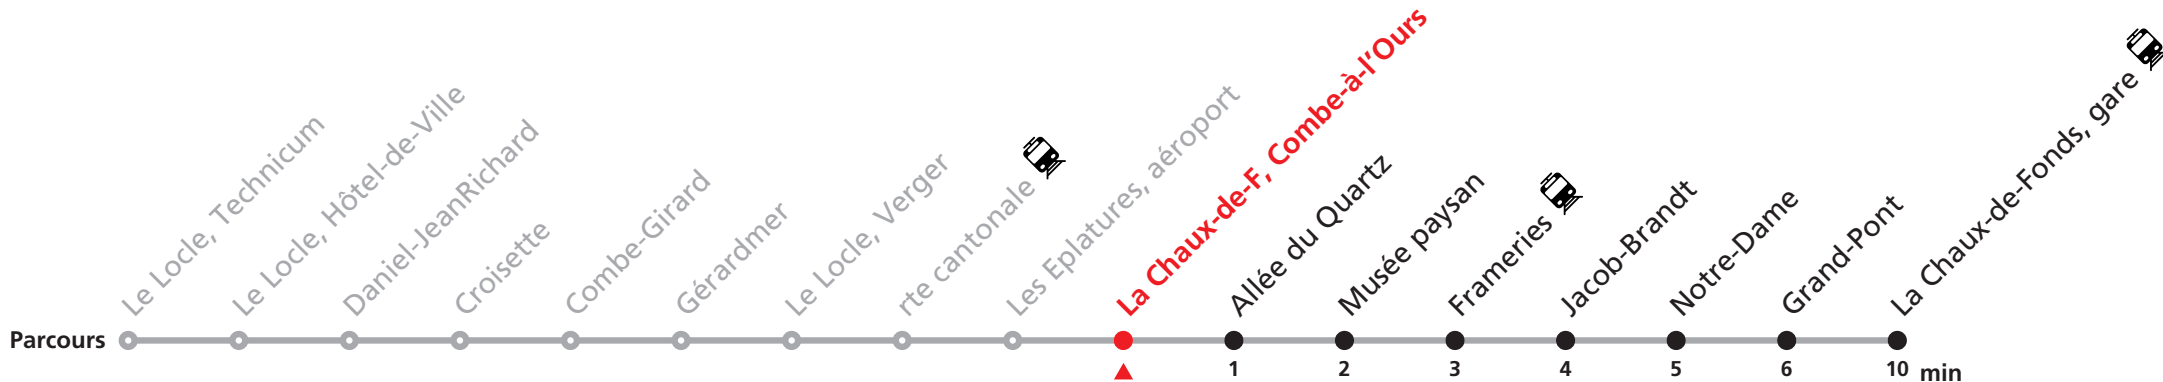 Le Locle, Technicum
Le Locle, Hôtel-de-Ville
Daniel-JeanRichard
Croisette
Combe-Girard
Gérardmer
Le Locle, Verger
rte cantonale
Les Eplatures, aéroport
La Chaux-de-F, Combe-à-l'Ours
Allée du Quartz
Musée paysan
Frameries
Jacob-Brandt
Notre-Dame
Grand-Pont
La Chaux-de-Fonds, gare
Parcours
1 2 3 4 5 6 10 min